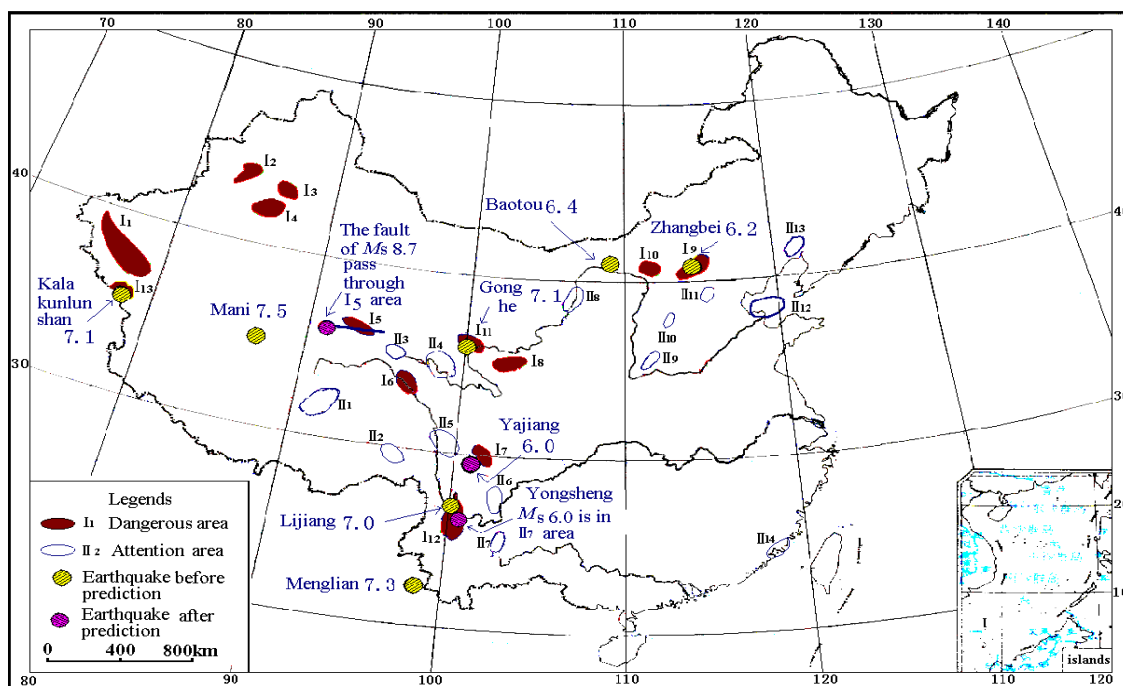 70
80
90
100
110
120
130
140
80
40
30
40
30
20
10
90
100
110
120
I2
I3
I4
I1
I13
Kala
kunlun
shan
7.1
Mani 7.5
The fault
of Ms 8.7
pass
through
I5 area
I5
Baotou 6.4
Zhangbei 6.2
I10
I9
II13
II12
II11
II10
II9
7.1
II8
Gong
he
I11
I8
II3
II4
I6
II1
II2
II5
Yajiang
6.0
I7
II6
Yongsheng
Ms 6.0 is in
II7 area
Lijiang 7.0
I12
II7
II14
Menglian 7.3
Legends
I1 Dangerous area
II2 Attention area
Earthquake before
prediction
Earthquake after
prediction
0 400 800km
20
10
I
islands
110
120